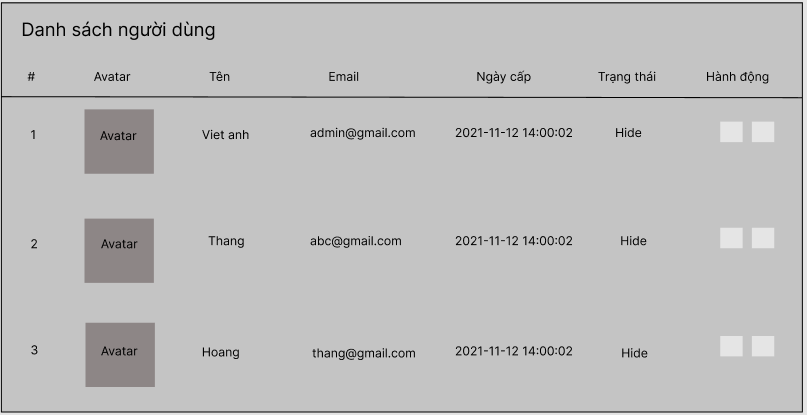 Danh sách người dùng
# Avatar Tên Email Ngày cấp Trạng thái Hành động
1 Avatar Viet anh admin@gmail.com 2021-11-12 14:00:02 Hide
2 Avatar Thang abc@gmail.com 2021-11-12 14:00:02 Hide
3 Avatar Hoang thang@gmail.com 2021-11-12 14:00:02 Hide